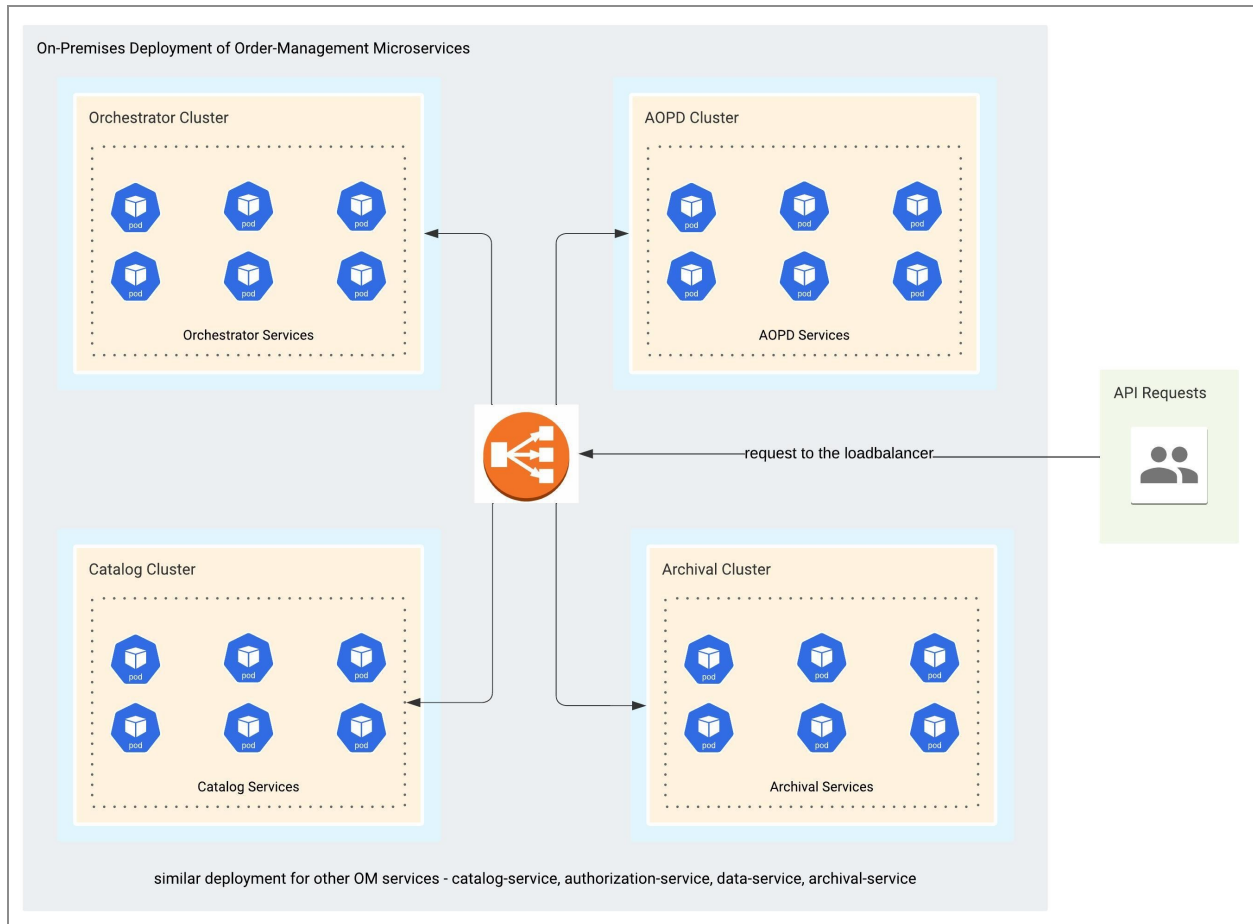 On-Premises Deployment of Order-Management Microservices
Orchestrator Cluster
pod pod pod
pod pod pod
Orchestrator Services
AOPD Cluster
pod pod pod
pod pod pod
AOPD Services
API Requests
request to the loadbalancer
Catalog Cluster
pod pod pod
pod pod pod
Catalog Services
Archival Cluster
pod pod pod
pod pod pod
Archival Services
similar deployment for other OM services - catalog-service, authorization-service, data-service, archival-service